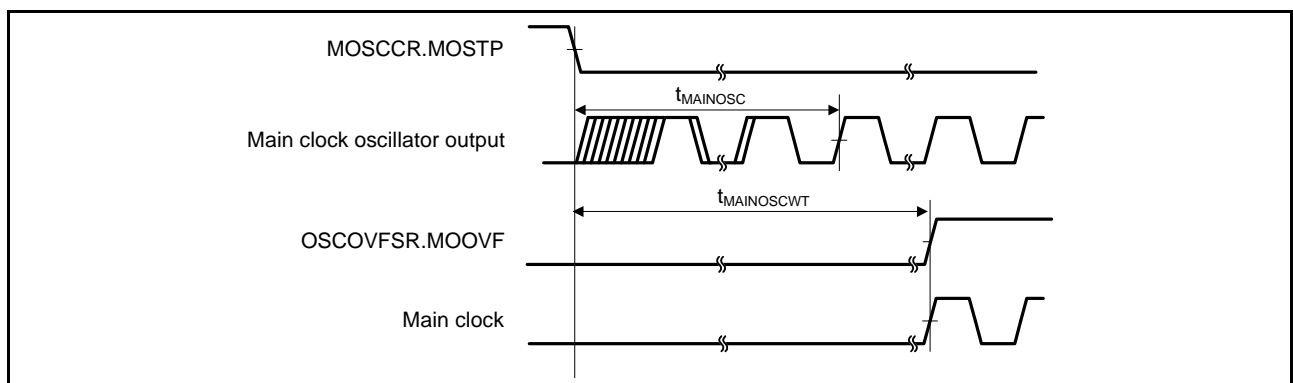 MOSCCR.MOSTP
tMAINOSC
Main clock oscillator output
tMAINOSCWT
OSCOVFSR.MOOVF
Main clock